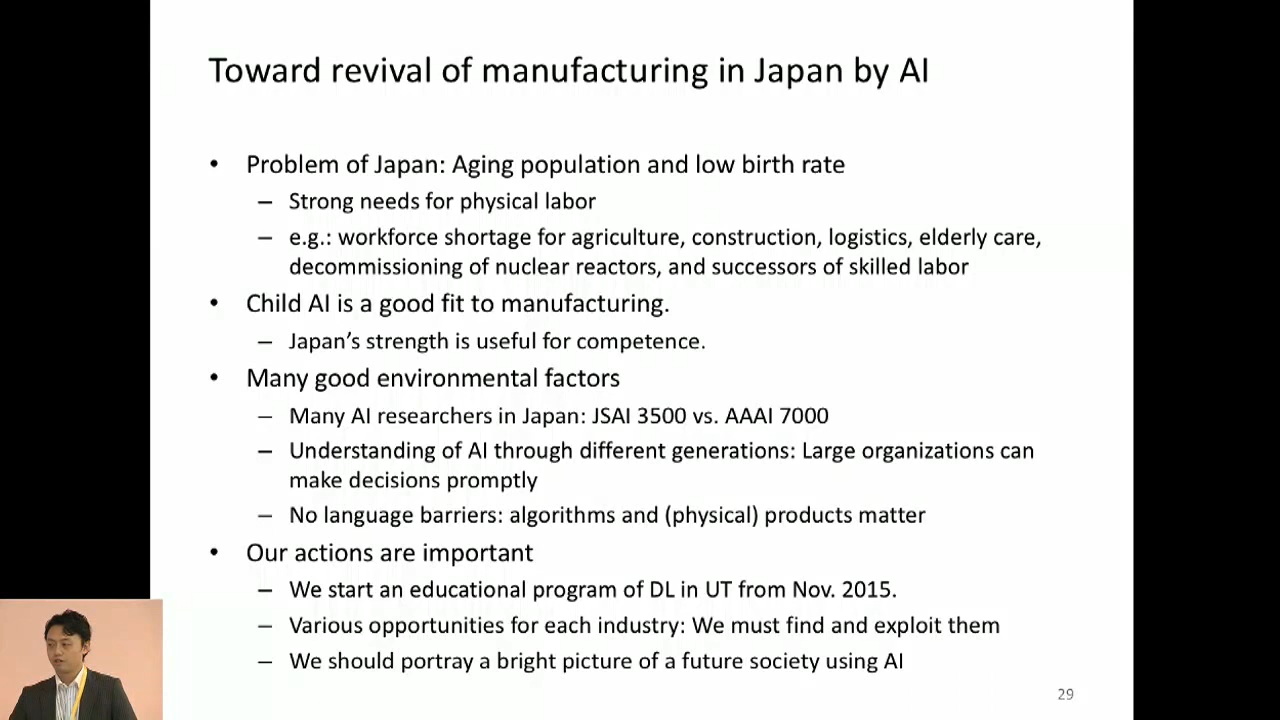 Toward revival of manufacturing in Japan by AI
• Problem of Japan: Aging population and low birth rate
– Strong needs for physical labor
– e.g.: workforce shortage for agriculture, construction, logistics, elderly care,
decommissioning of nuclear reactors, and successors of skilled labor
• Child AI is a good fit to manufacturing.
– Japan’s strength is useful for competence.
• Many good environmental factors
– Many AI researchers in Japan: JSAI 3500 vs. AAAI 7000
– Understanding of AI through different generations: Large organizations can
make decisions promptly
– No language barriers: algorithms and (physical) products matter
• Our actions are important
– We start an educational program of DL in UT from Nov. 2015.
– Various opportunities for each industry: We must find and exploit them
– We should portray a bright picture of a future society using AI
29